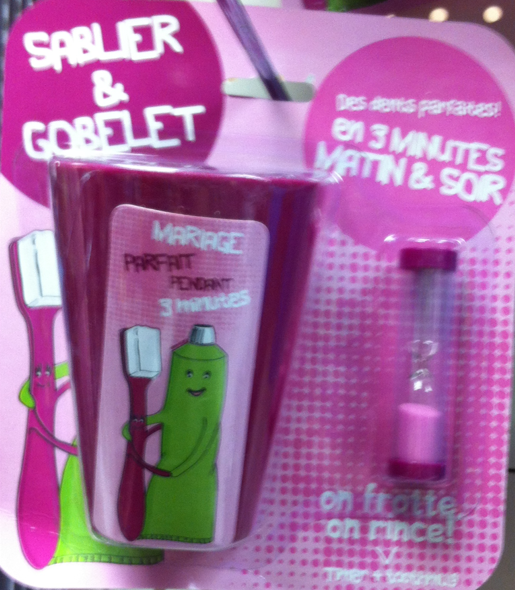 SABLIER
&
GOBELET
Des dents parfaites!
en 3 MINUTES
MATIN & SOIR
MARIAGE
PARFAIT
PENDANT
3 minutes
on frotte
on rince!
Timer +